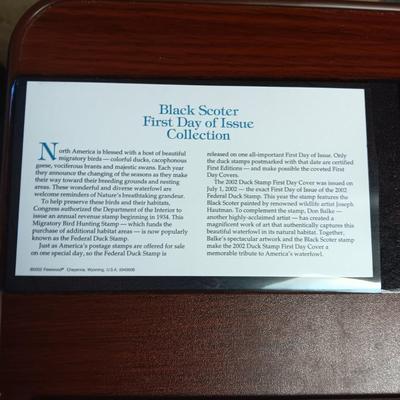 Black Scoter
First Day of Issue
Collection
North America is blessed with a host of beautiful
migratory birds — colorful ducks, cacophonous
geese, vociferous brants and majestic swans. Each year
they announce the changing of the seasons as they make
their way toward their breeding grounds and nesting
areas. These wonderful and diverse waterfowl are
welcome reminders of Nature's breathtaking grandeur.
To help preserve these birds and their habitats,
Congress authorized the Department of the Interior to
issue an annual revenue stamp beginning in 1934. This
Migratory Bird Hunting Stamp — which funds the
purchase of additional habitat areas — is now popularly
known as the Federal Duck Stamp.
Just as America's postage stamps are offered for sale
on one special day, so the Federal Duck Stamp is
released on one all-important First Day of Issue. Only
the duck stamps postmarked with that date are certified
First Editions — and make possible the coveted First
Day Covers.
The 2002 Duck Stamp First Day Cover was issued on
July 1, 2002 — the exact First Day of Issue of the 2002
Federal Duck Stamp. This year the stamp features the
Black Scoter painted by renowned wildlife artist Joseph
Hautman. To complement the stamp, Don Balke —
another highly-acclaimed artist — has created a
magnificent work of art that authentically captures this
beautiful waterfowl in its natural habitat. Together,
Balke's spectacular artwork and the Black Scoter stamp
make the 2002 Duck Stamp First Day Cover a
memorable tribute to America's waterfowl.
©2002 Fleetwood® Cheyenne, Wyoming, U.S.A.